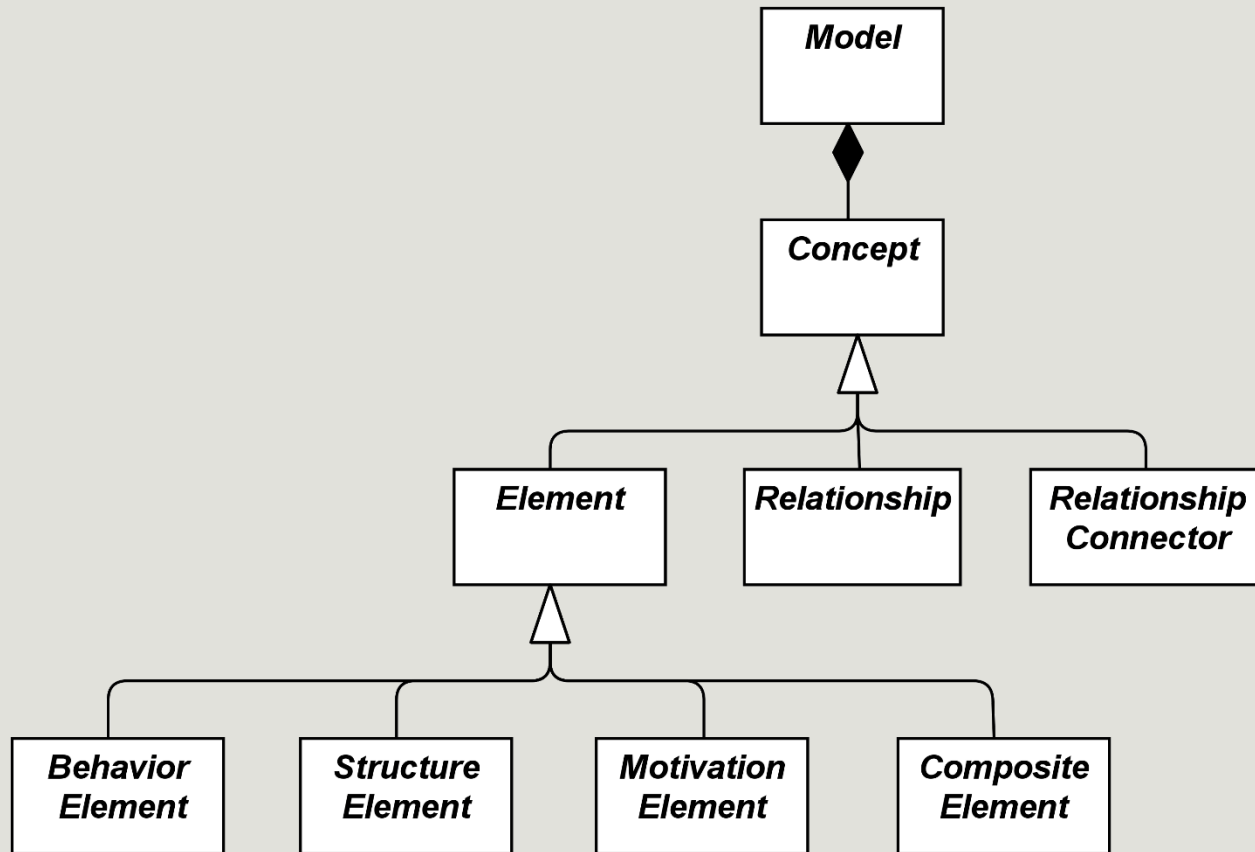 Model
Concept
Element
Relationship
Relationship
Connector
Behavior
Element
Structure
Element
Motivation
Element
Composite
Element